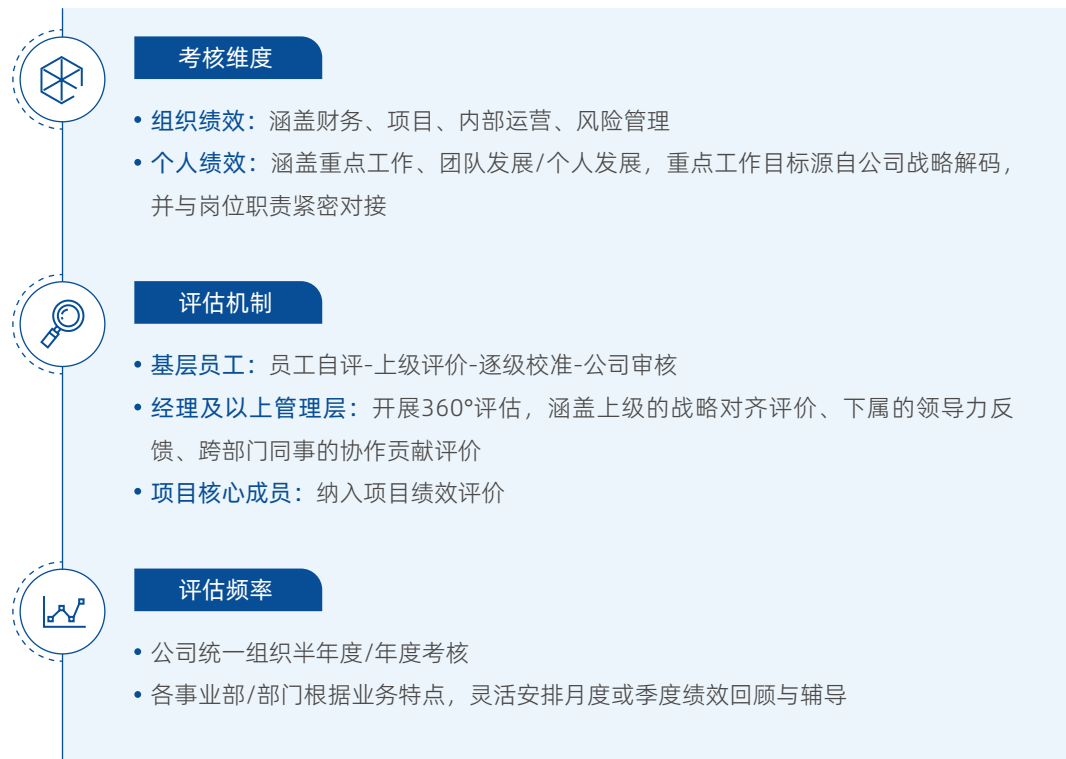 考核维度
• 组织绩效：涵盖财务、项目、内部运营、风险管理
• 个人绩效：涵盖重点工作、团队发展/个人发展，重点工作目标源自公司战略解码，
并与岗位职责紧密对接
评估机制
• 基层员工：员工自评-上级评价-逐级校准-公司审核
• 经理及以上管理层：开展360°评估，涵盖上级的战略对齐评价、下属的领导力反
馈、跨部门同事的协作贡献评价
• 项目核心成员：纳入项目绩效评价
评估频率
• 公司统一组织半年度/年度考核
• 各事业部/部门根据业务特点，灵活安排月度或季度绩效回顾与辅导